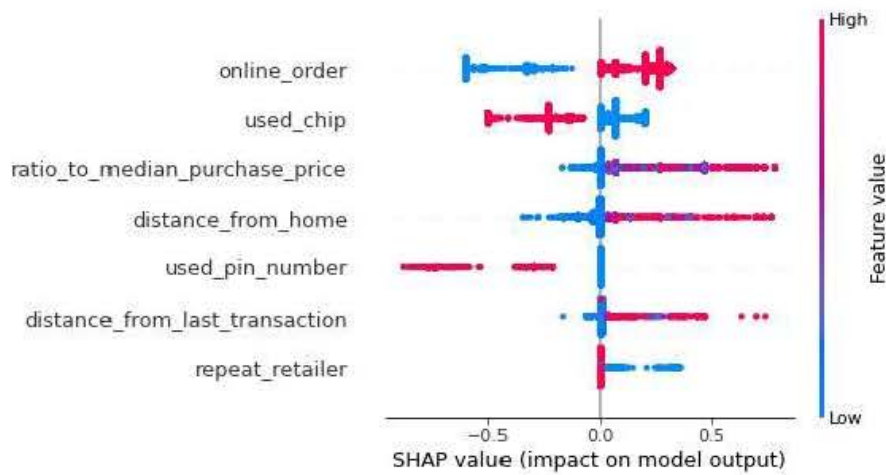 High
online_order
used_chip
ratio_to_median_purchase_price
distance_from_home
used_pin_number
distance_from_last_transaction
repeat_retailer
Feature value
Low
−0.5 0.0 0.5
SHAP value (impact on model output)